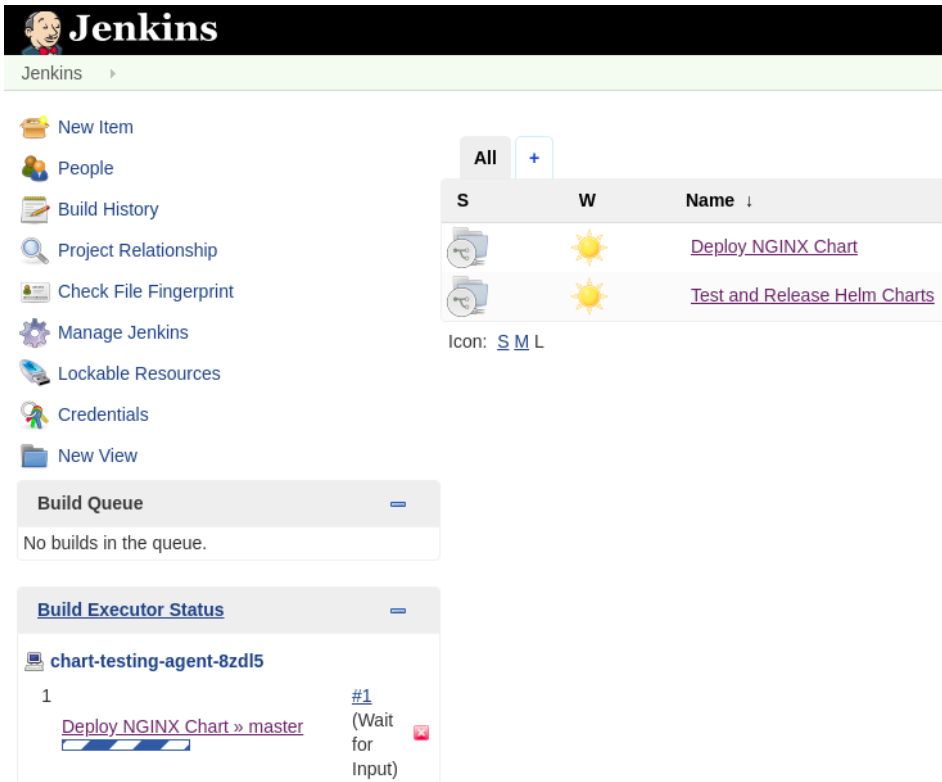 Jenkins
Jenkins
New Item
People
Build History
Project Relationship
Check File Fingerprint
Manage Jenkins
Lockable Resources
Credentials
New View
Build Queue
No builds in the queue.
Build Executor Status
chart-testing-agent-8zdl5
1
Deploy NGINX Chart » master
#1
(Wait
for
Input)
All +
S W Name ↓
Deploy NGINX Chart
Test and Release Helm Charts
Icon: S M L